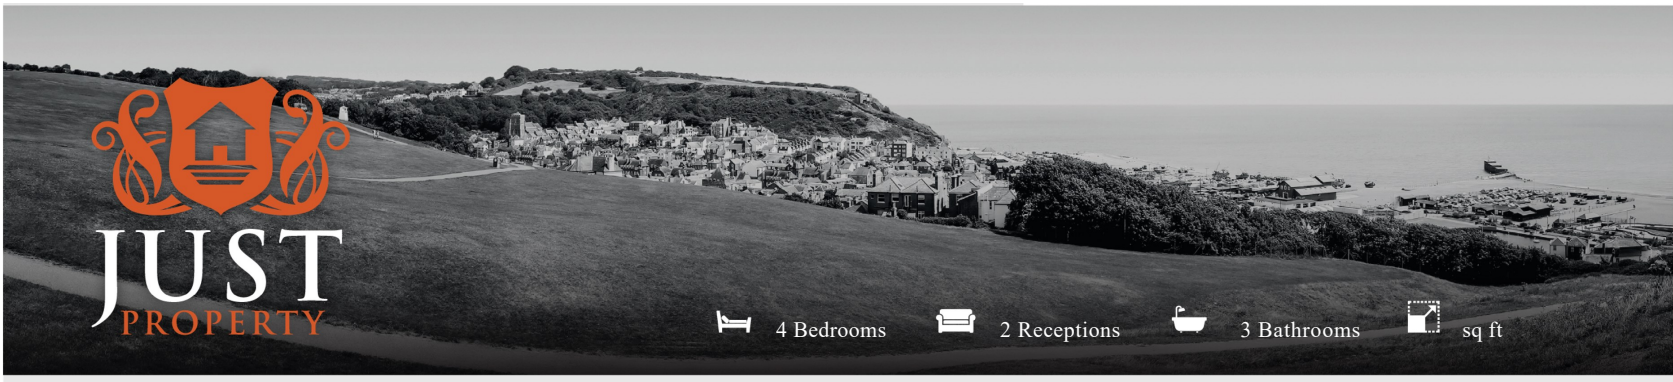 JUST
PROPERTY
4 Bedrooms
2 Receptions
3 Bathrooms
sq ft